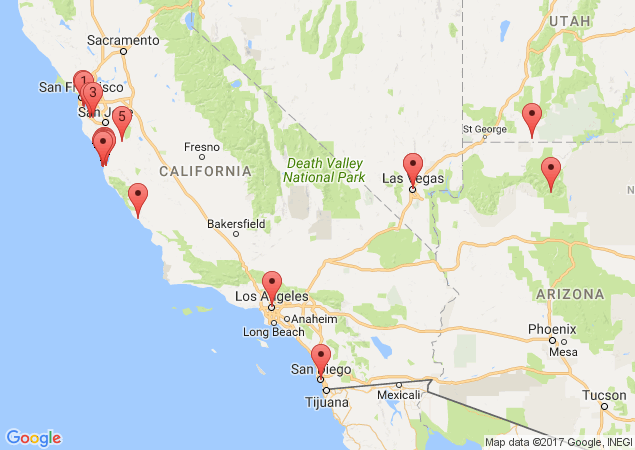 UTAH
Sacramento
San Francisco
1
3
5
San Jose
St George
Fresno
CALIFORNIA
Death Valley
National Park
Las Vegas
Bakersfield
ARIZONA
Los Angeles
Anaheim
Long Beach
Phoenix
Mesa
San Diego
Tijuana
Mexicali
Tucson
Google
Map data ©2017 Google, INEGI